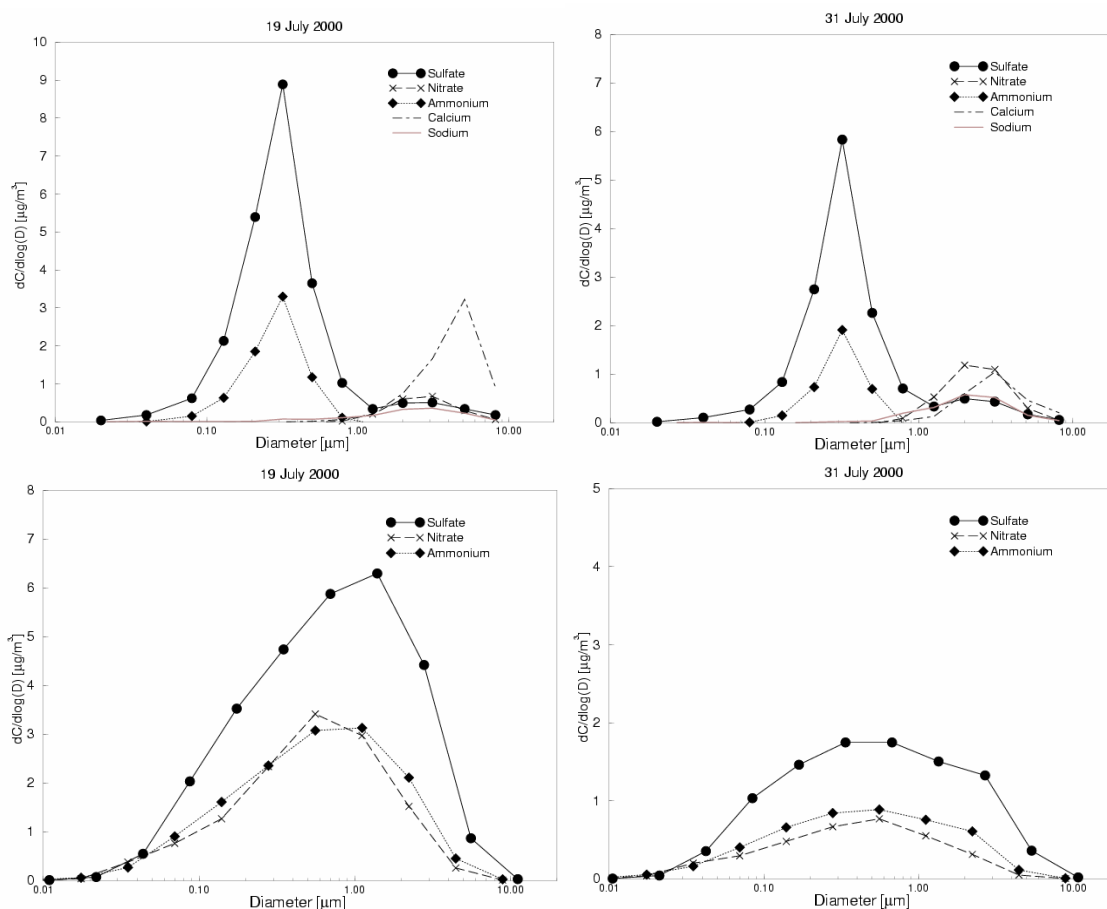 19 July 2000
10
9
8
7
6
5
4
3
2
1
0
dC/dlog(D) [µg/m³]
Sulfate
Nitrate
Ammonium
Calcium
Sodium
0.01 0.10 1.00 10.00
Diameter [µm]
31 July 2000
8
7
6
5
4
3
2
1
0
dC/dlog(D) [µg/m³]
Sulfate
Nitrate
Ammonium
Calcium
Sodium
0.01 0.10 1.00 10.00
Diameter [µm]
19 July 2000
8
7
6
5
4
3
2
1
0
dC/dlog(D) [µg/m³]
Sulfate
Nitrate
Ammonium
0.01 0.10 1.00 10.00
Diameter [µm]
31 July 2000
5
4
3
2
1
0
dC/dlog(D) [µg/m³]
Sulfate
Nitrate
Ammonium
0.01 0.10 1.00 10.00
Diameter [µm]